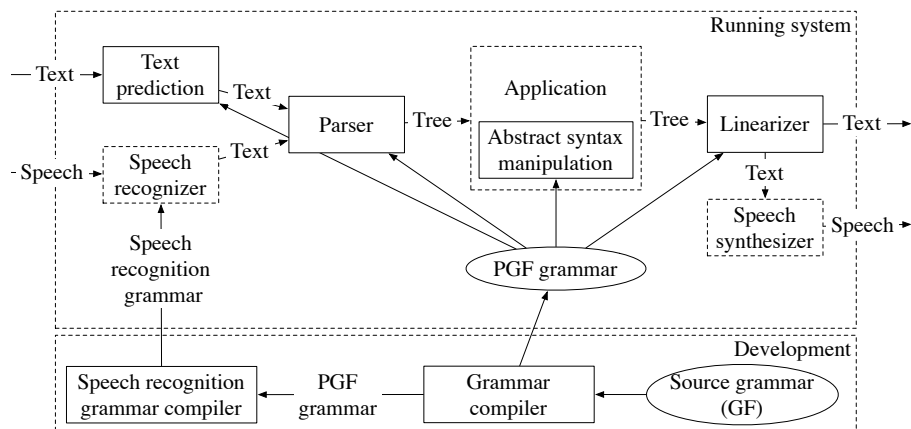 Running system
Text
Text
prediction
Text
Parser
Tree
Application
Abstract syntax
manipulation
Tree
Linearizer
Text
Speech
Speech
recognizer
Text
Text
Speech
synthesizer
Speech
Speech
recognition
grammar
PGF grammar
Development
Speech recognition
grammar compiler
PGF
grammar
Grammar
compiler
Source grammar
(GF)